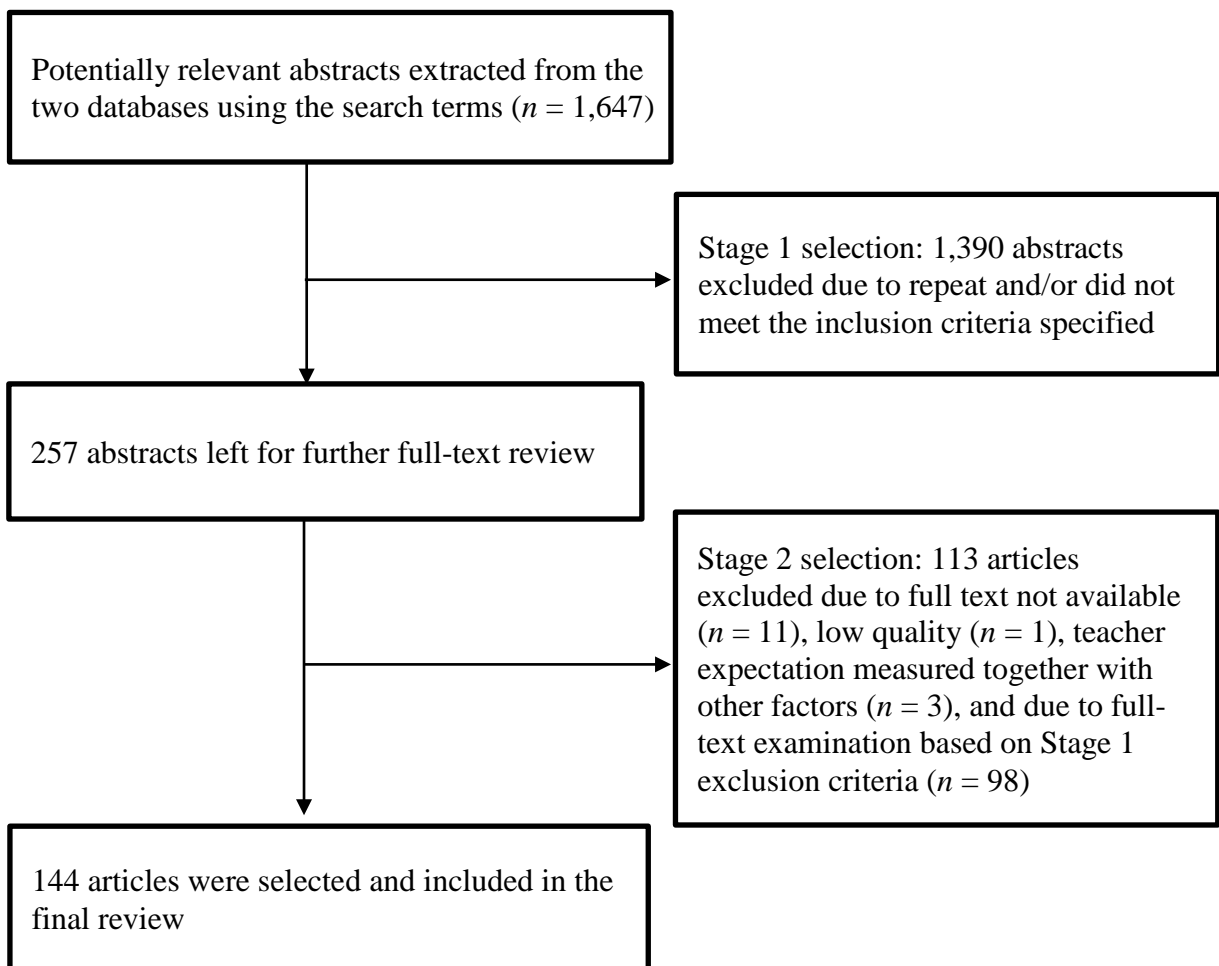 Potentially relevant abstracts extracted from the
two databases using the search terms (n = 1,647)
Stage 1 selection: 1,390 abstracts
excluded due to repeat and/or did not
meet the inclusion criteria specified
257 abstracts left for further full-text review
Stage 2 selection: 113 articles
excluded due to full text not available
(n = 11), low quality (n = 1), teacher
expectation measured together with
other factors (n = 3), and due to full-
text examination based on Stage 1
exclusion criteria (n = 98)
144 articles were selected and included in the
final review